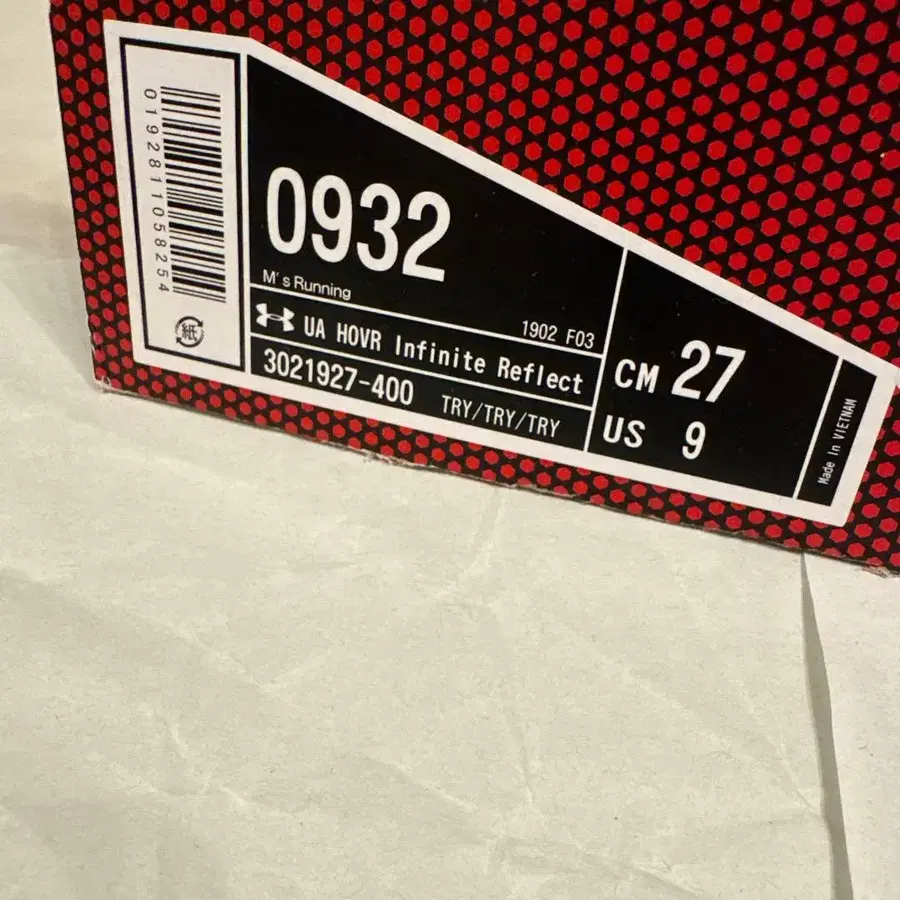 0192811058254
紙
0932
M's Running
1902 F03
UA HOVR Infinite Reflect
3021927-400
TRY/TRY/TRY
CM 27
US 9
Made In VIETNAM